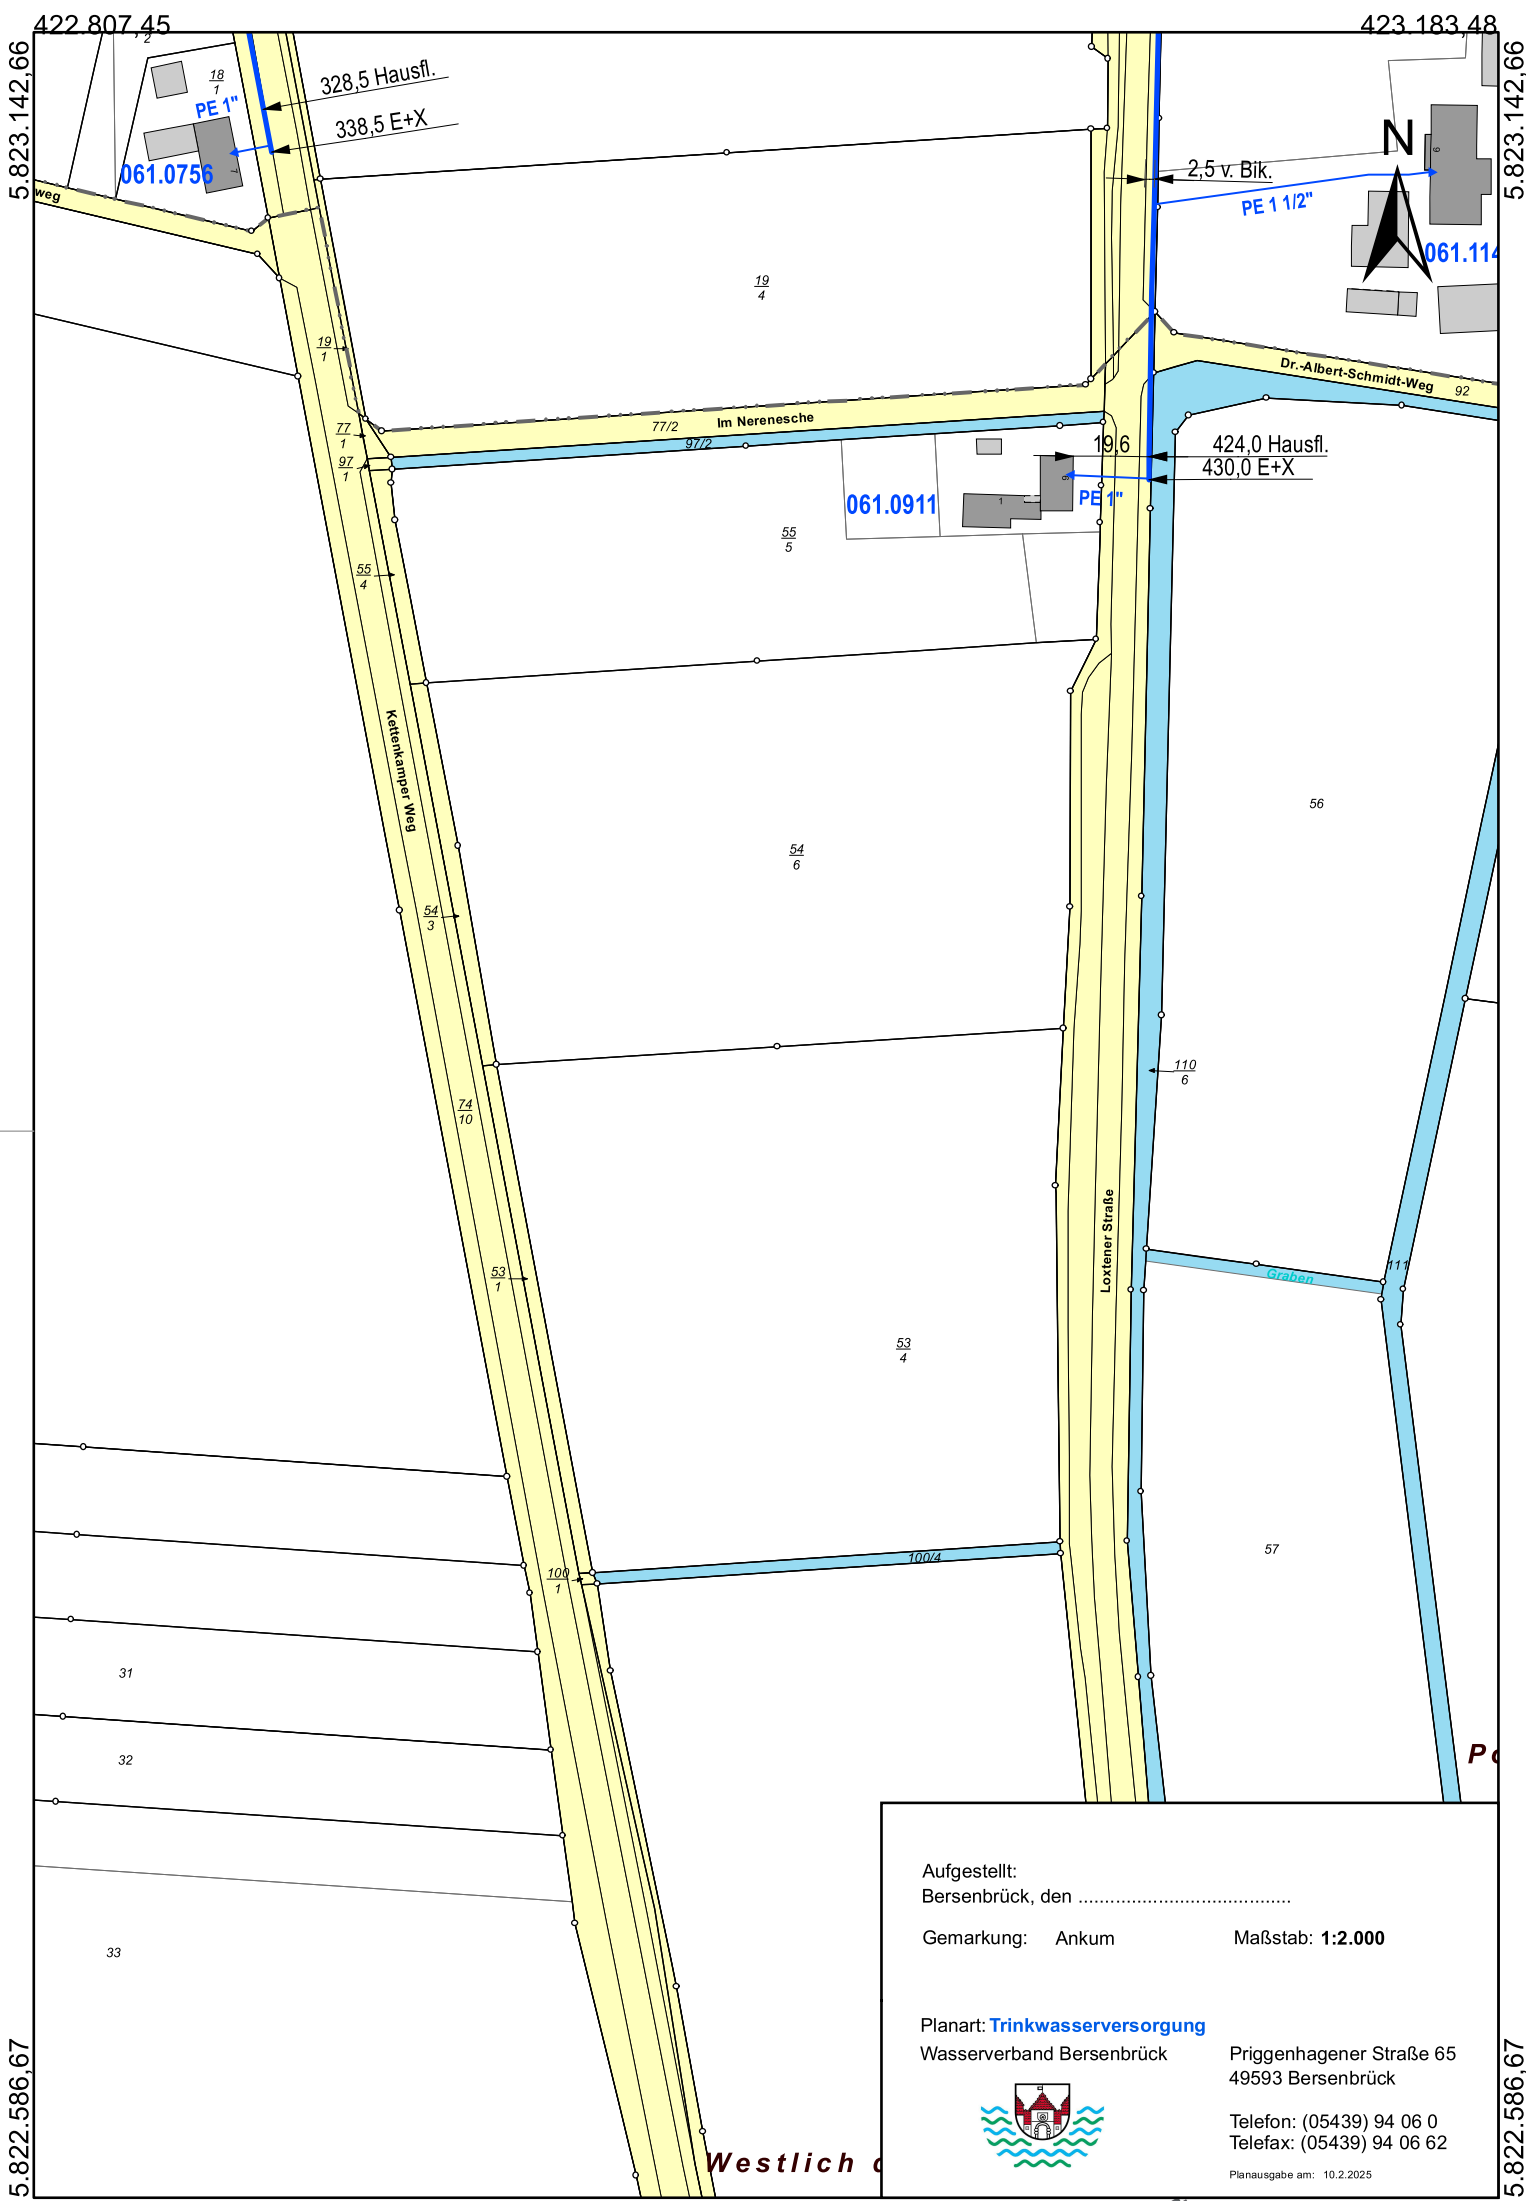 422.807,45
423.183,48
5.823.142,66
5.823.142,66
2
18
1
PE 1"
328,5 Hausfl.
338,5 E+X
061.0756
7
weg
2,5 v. Bik.
PE 1 1/2"
N
9
061.114
19
4
19
1
Dr.-Albert-Schmidt-Weg
92
77
1
77/2
Im Nerenesche
97/2
97
1
19,6
424,0 Hausfl.
430,0 E+X
PE 1"
061.0911
1
55
5
55
4
Kettenkamper Weg
56
54
6
54
3
110
6
74
10
Loxtener Straße
111
Graben
53
1
53
4
57
100/4
100
1
31
32
33
Westlich
Aufgestellt:
Bersenbrück, den ........................................
Gemarkung: Ankum Maßstab: 1:2.000
Planart: Trinkwasserversorgung
Wasserverband Bersenbrück
Priggenhagener Straße 65
49593 Bersenbrück
Telefon: (05439) 94 06 0
Telefax: (05439) 94 06 62
Planausgabe am: 10.2.2025
5.822.586,67
5.822.586,67